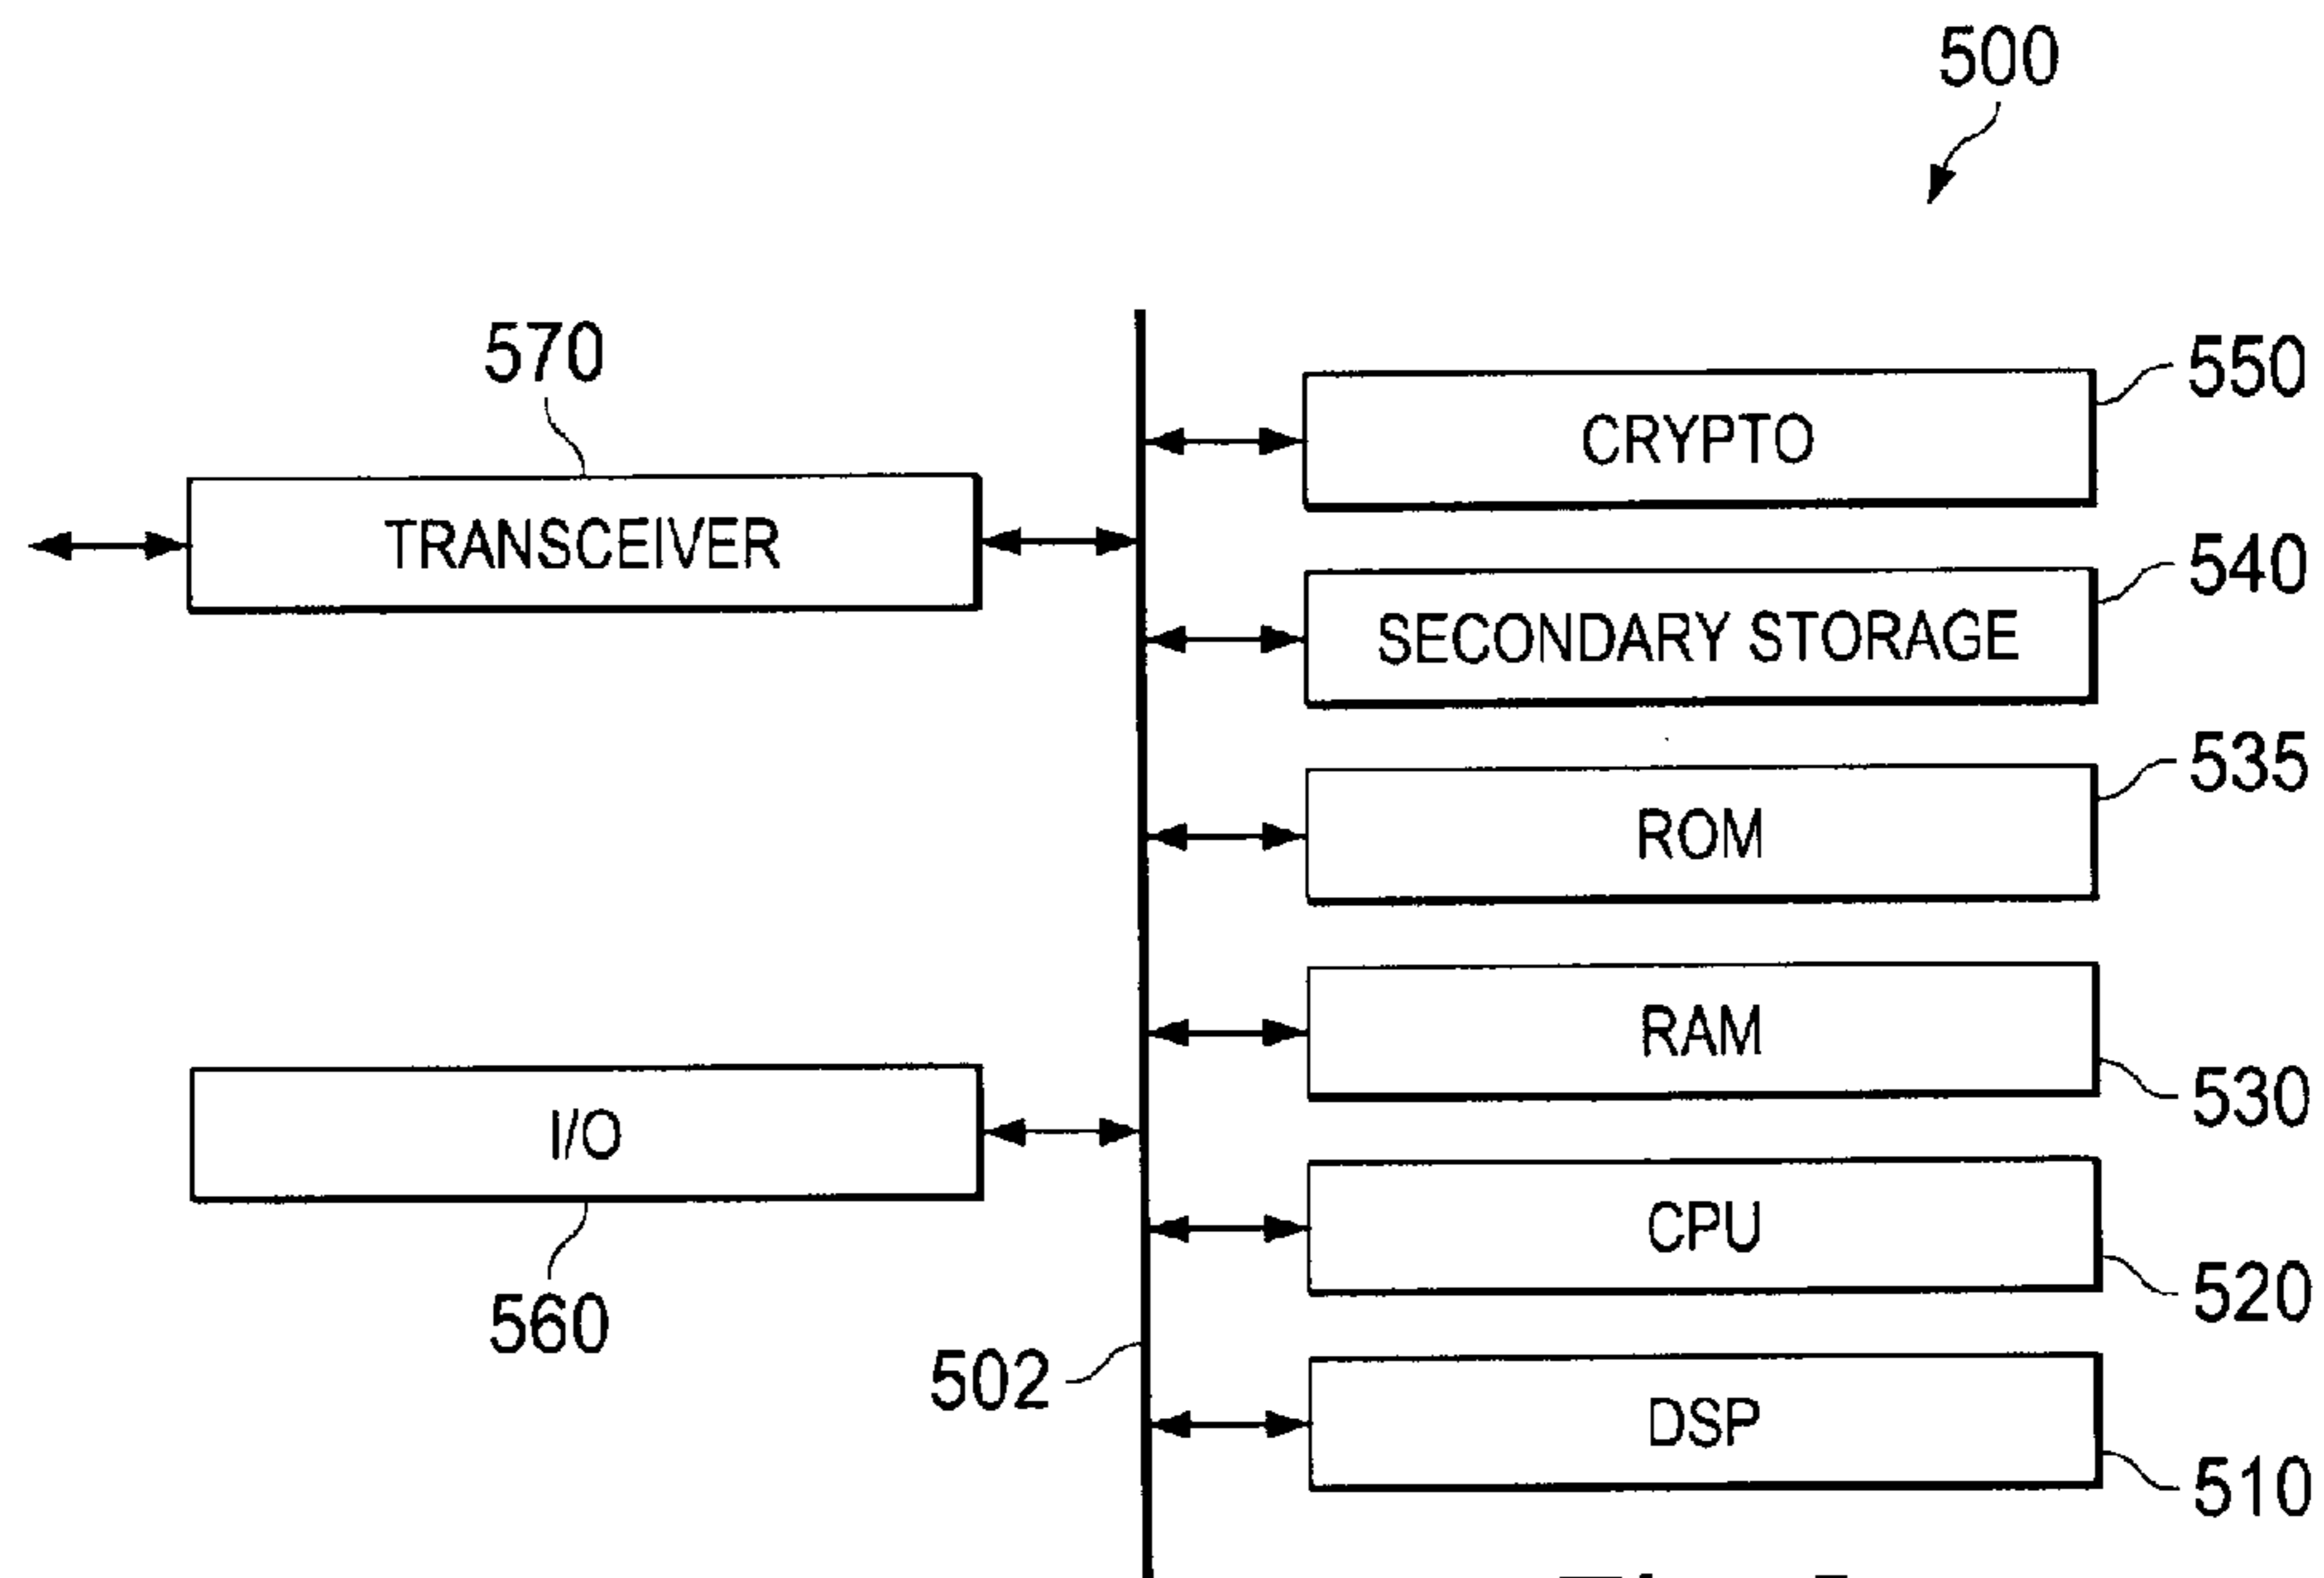 500
570
550
CRYPTO
TRANSCEIVER
540
SECONDARY STORAGE
535
ROM
RAM
530
I/O
CPU
520
560
502
DSP
510